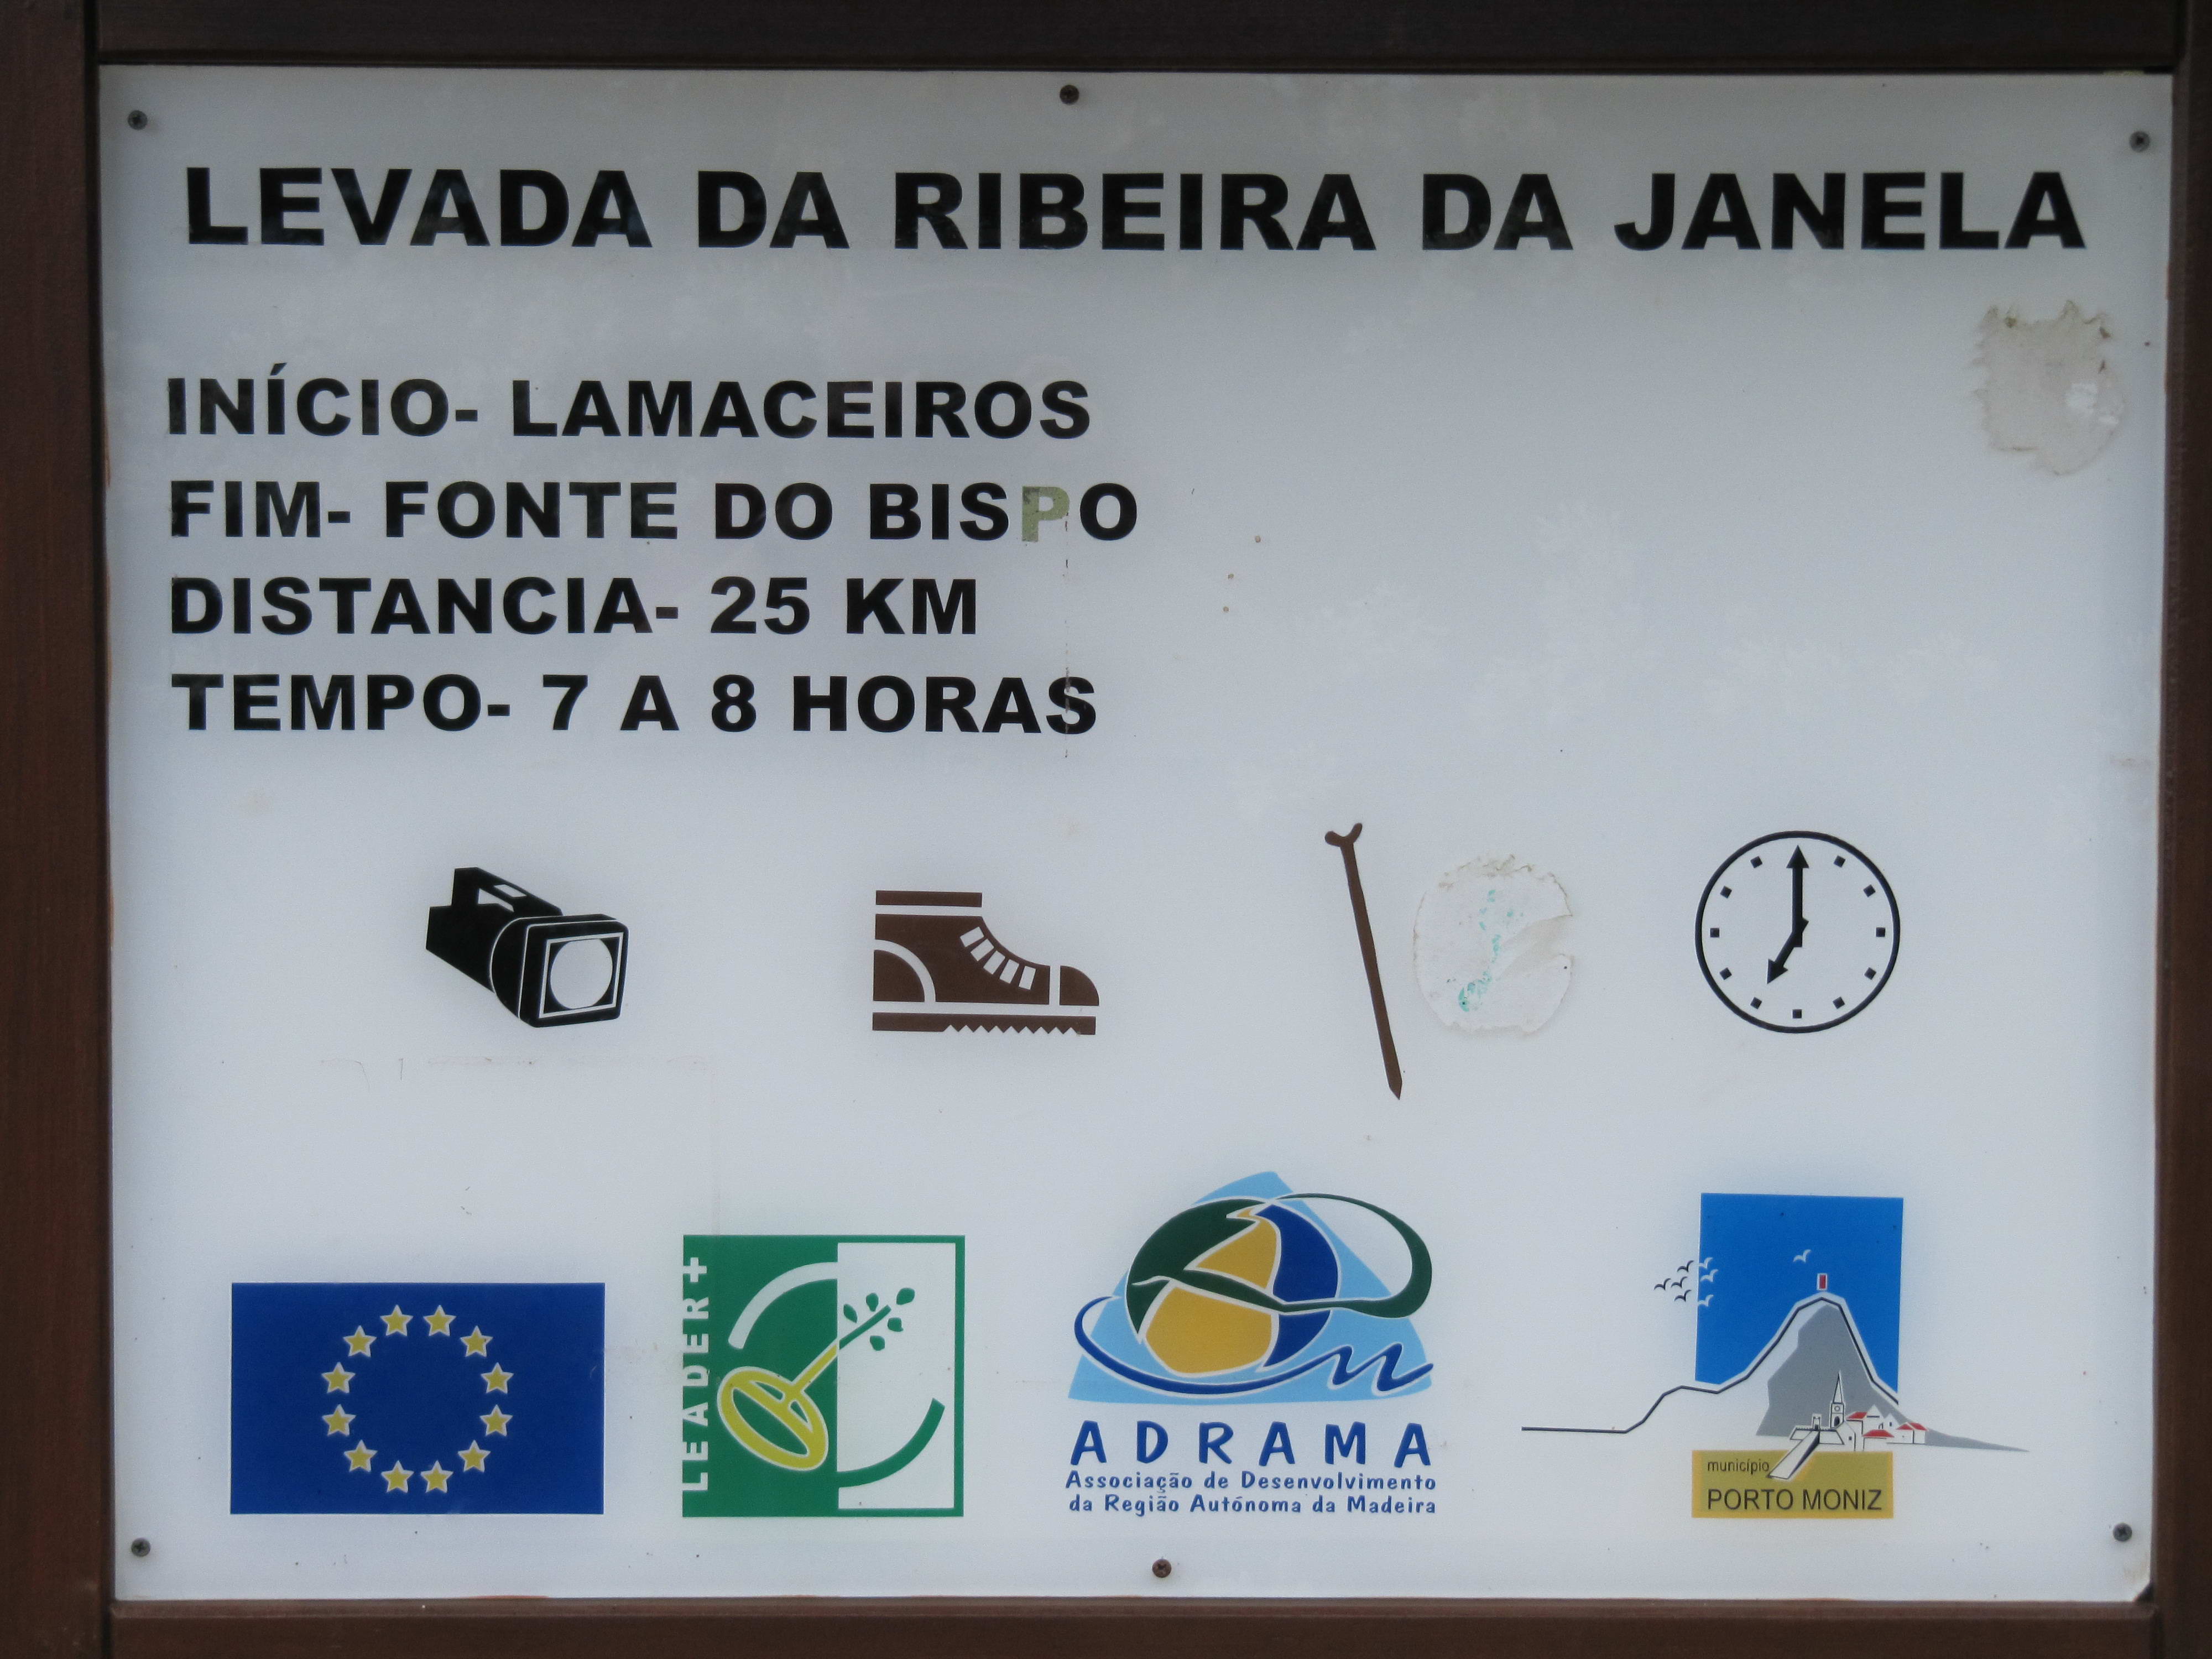 LEVADA DA RIBEIRA DA JANELA
INÍCIO- LAMACEIROS
FIM- FONTE DO BISPO
DISTANCIA- 25 KM
TEMPO- 7 A 8 HORAS
LEADER+
ADRAMA
Associação de Desenvolvimento
da Região Autónoma da Madeira
município
PORTO MONIZ